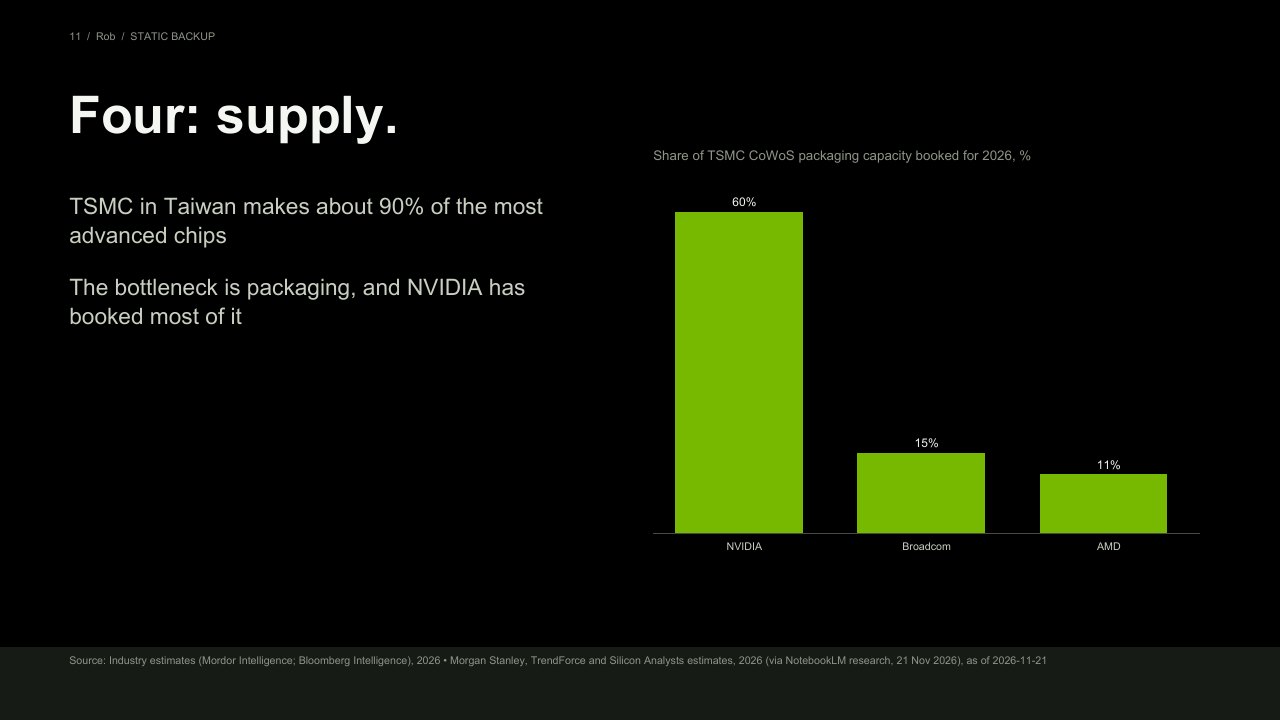 11 / Rob / STATIC BACKUP
Four: supply.
TSMC in Taiwan makes about 90% of the most
advanced chips
The bottleneck is packaging, and NVIDIA has
booked most of it
Share of TSMC CoWoS packaging capacity booked for 2026, %
60%
15%
11%
NVIDIA
Broadcom
AMD
Source: Industry estimates (Mordor Intelligence; Bloomberg Intelligence), 2026 • Morgan Stanley, TrendForce and Silicon Analysts estimates, 2026 (via NotebookLM research, 21 Nov 2026), as of 2026-11-21